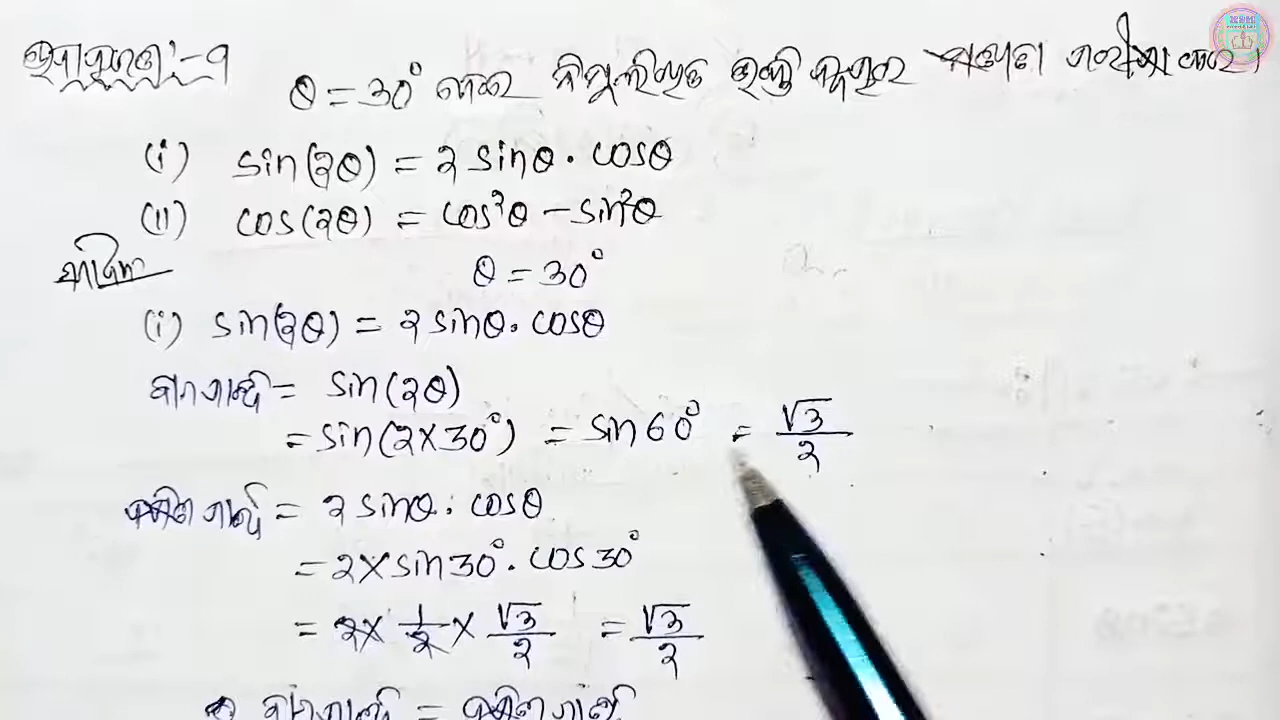 ଉଦାହରଣ:-୧
θ = 30° ନେଇ ନିମ୍ନଲିଖିତ ଉକ୍ତି ଦ୍ୱୟର ସତ୍ୟତା ପରୀକ୍ଷା କର।
(i) sin(2θ) = 2 sinθ · cosθ
(ii) cos(2θ) = cos²θ − sin²θ
θ = 30°
(i) sin(2θ) = 2 sinθ · cosθ
ବାମପାର୍ଶ୍ୱ = sin(2θ)
= sin(2×30°) = sin 60° = √3/2
ଦକ୍ଷିଣ ପାର୍ଶ୍ୱ = 2 sinθ · cosθ
= 2×sin30° · cos30°
= 2 × 1/2 × √3/2 = √3/2
ବାମପାର୍ଶ୍ୱ = ଦକ୍ଷିଣ ପାର୍ଶ୍ୱ